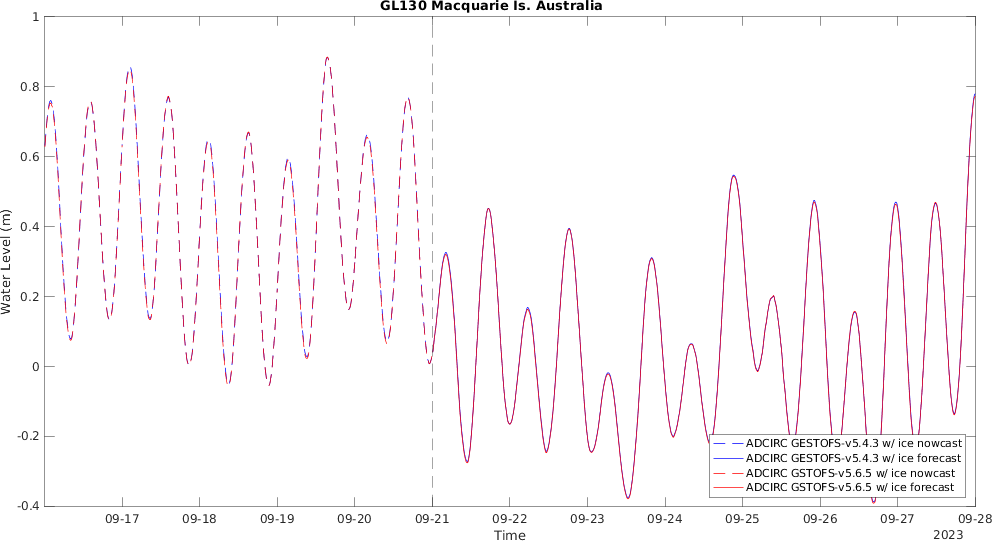 GL130 Macquarie Is. Australia
Water Level (m)
1
0.8
0.6
0.4
0.2
0
-0.2
-0.4
ADCIRC GESTOFS-v5.4.3 w/ ice nowcast
ADCIRC GESTOFS-v5.4.3 w/ ice forecast
ADCIRC GSTOFS-v5.6.5 w/ ice nowcast
ADCIRC GSTOFS-v5.6.5 w/ ice forecast
09-17 09-18 09-19 09-20 09-21 09-22 09-23 09-24 09-25 09-26 09-27 09-28
Time
2023